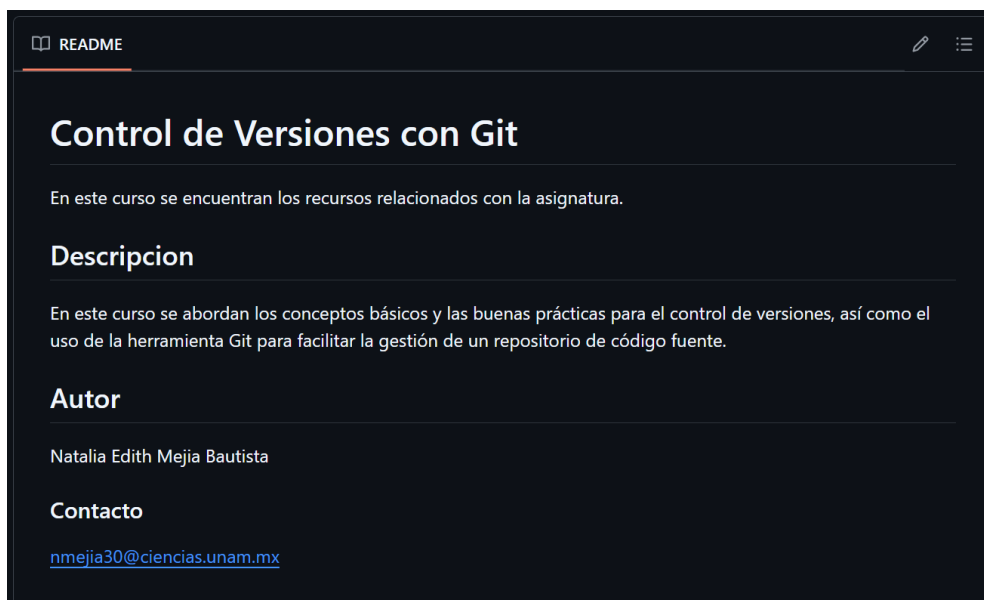 README
Control de Versiones con Git
En este curso se encuentran los recursos relacionados con la asignatura.
Descripcion
En este curso se abordan los conceptos básicos y las buenas prácticas para el control de versiones, así como el
uso de la herramienta Git para facilitar la gestión de un repositorio de código fuente.
Autor
Natalia Edith Mejia Bautista
Contacto
nmejia30@ciencias.unam.mx